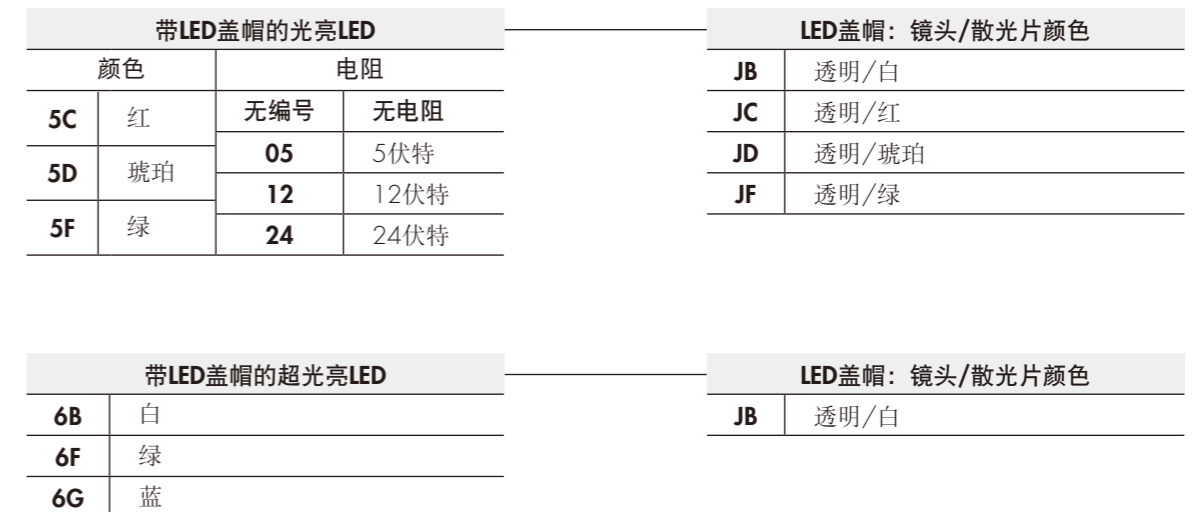 带LED盖帽的光亮LED
颜色 电阻
5C 红
5D 琥珀
5F 绿
无编号 无电阻
05 5伏特
12 12伏特
24 24伏特
LED盖帽：镜头/散光片颜色
JB 透明/白
JC 透明/红
JD 透明/琥珀
JF 透明/绿
带LED盖帽的超光亮LED
6B 白
6F 绿
6G 蓝
LED盖帽：镜头/散光片颜色
JB 透明/白